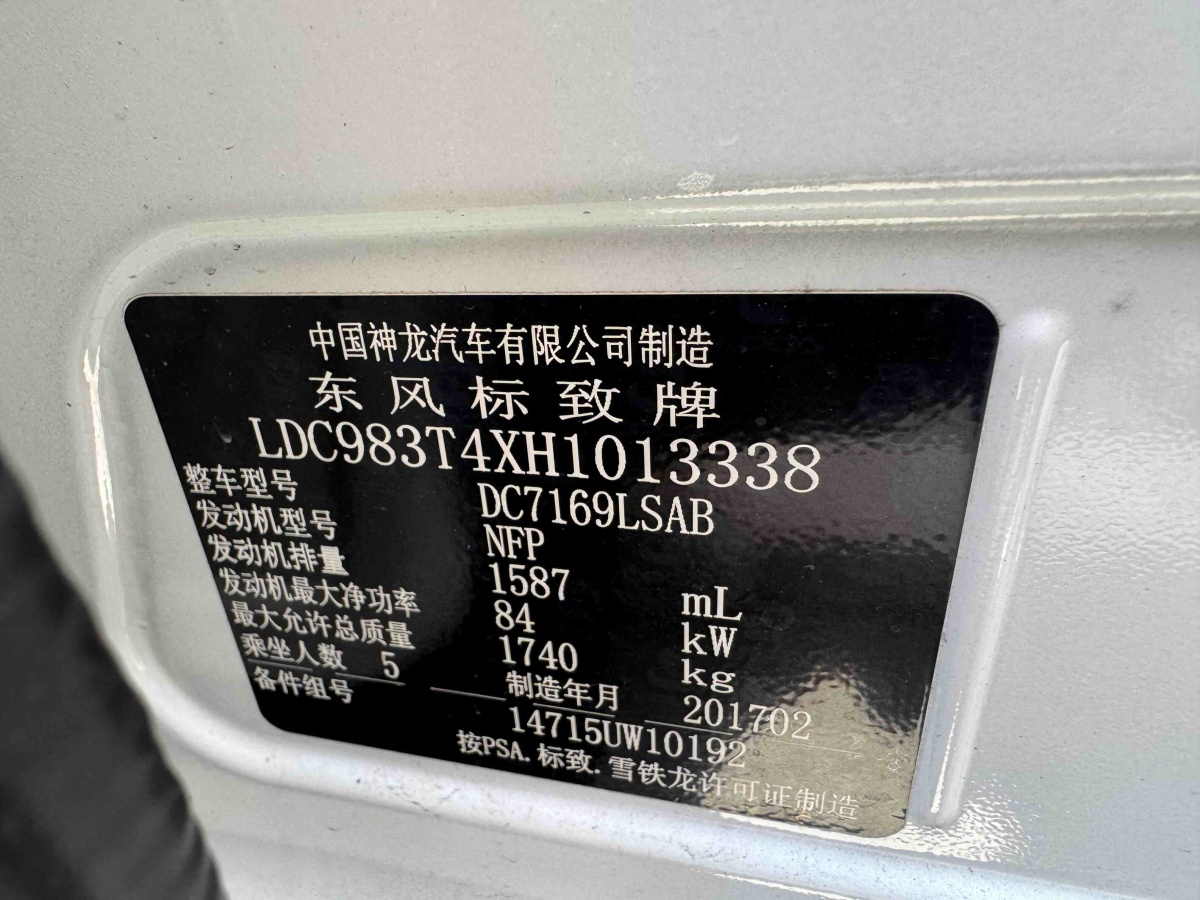 中国神龙汽车有限公司制造
东风标致牌
LDC983T4XH1013338
整车型号 DC7169LSAB
发动机型号 NFP
发动机排量 1587 mL
发动机最大净功率 84 kW
最大允许总质量 1740 kg
乘坐人数 5 制造年月 201702
备件组号 14715UW10192
按PSA.标致.雪铁龙许可证制造